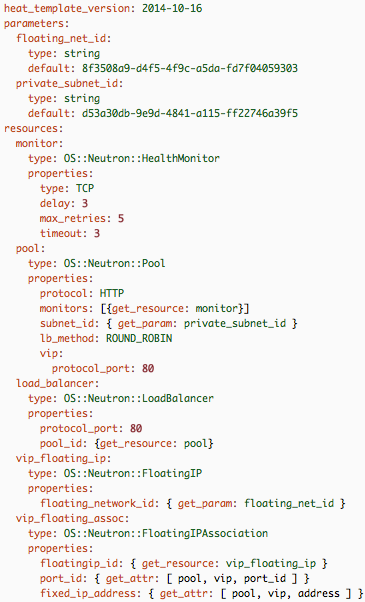 heat_template_version: 2014-10-16
parameters:
  floating_net_id:
    type: string
    default: 8f3508a9-d4f5-4f9c-a5da-fd7f04059303
  private_subnet_id:
    type: string
    default: d53a30db-9e9d-4841-a115-ff22746a39f5
resources:
  monitor:
    type: OS::Neutron::HealthMonitor
    properties:
      type: TCP
      delay: 3
      max_retries: 5
      timeout: 3
  pool:
    type: OS::Neutron::Pool
    properties:
      protocol: HTTP
      monitors: [{get_resource: monitor}]
      subnet_id: { get_param: private_subnet_id }
      lb_method: ROUND_ROBIN
      vip:
        protocol_port: 80
  load_balancer:
    type: OS::Neutron::LoadBalancer
    properties:
      protocol_port: 80
      pool_id: {get_resource: pool}
  vip_floating_ip:
    type: OS::Neutron::FloatingIP
    properties:
      floating_network_id: { get_param: floating_net_id }
  vip_floating_assoc:
    type: OS::Neutron::FloatingIPAssociation
    properties:
      floatingip_id: { get_resource: vip_floating_ip }
      port_id: { get_attr: [ pool, vip, port_id ] }
      fixed_ip_address: { get_attr: [ pool, vip, address ] }